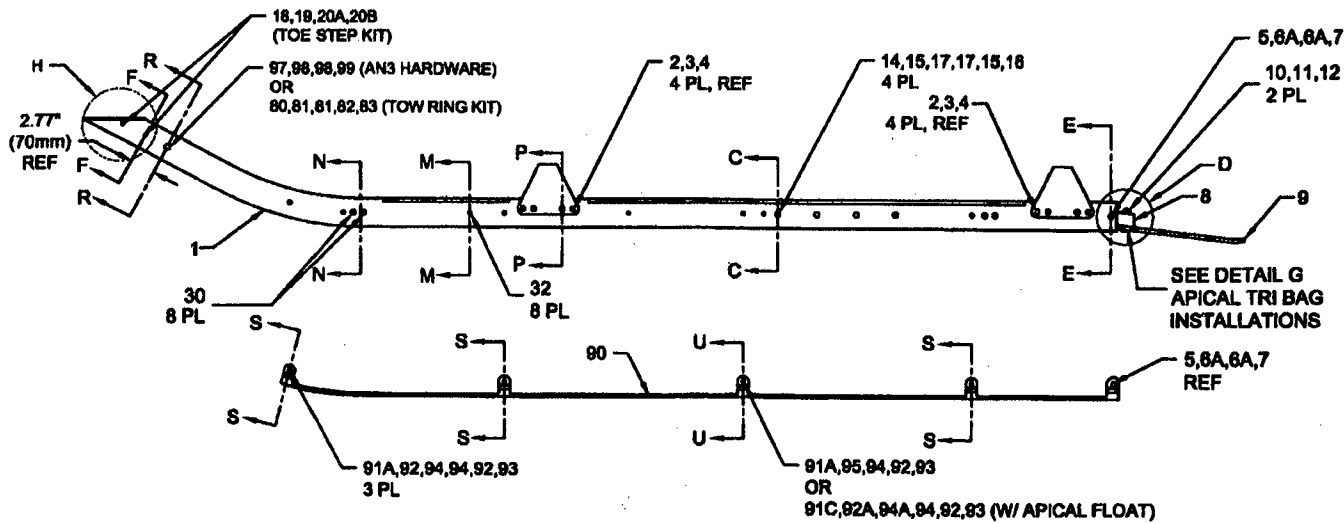 18,19,20A,20B
(TOE STEP KIT)
97,98,98,99 (AN3 HARDWARE)
OR
80,81,81,82,83 (TOW RING KIT)
H
F
R
2.77"
(70mm)
REF
F
R
2,3,4
4 PL, REF
14,15,17,17,15,16
4 PL
2,3,4
4 PL, REF
5,6A,6A,7
10,11,12
2 PL
N
M
P
C
E
D
8
9
1
N
M
P
C
E
30
8 PL
32
8 PL
SEE DETAIL G
APICAL TRI BAG
INSTALLATIONS
S
S
90
U
S
5,6A,6A,7
REF
S
S
U
S
91A,92,94,94,92,93
3 PL
91A,95,94,92,93
OR
91C,92A,94A,94,92,93 (W/ APICAL FLOAT)